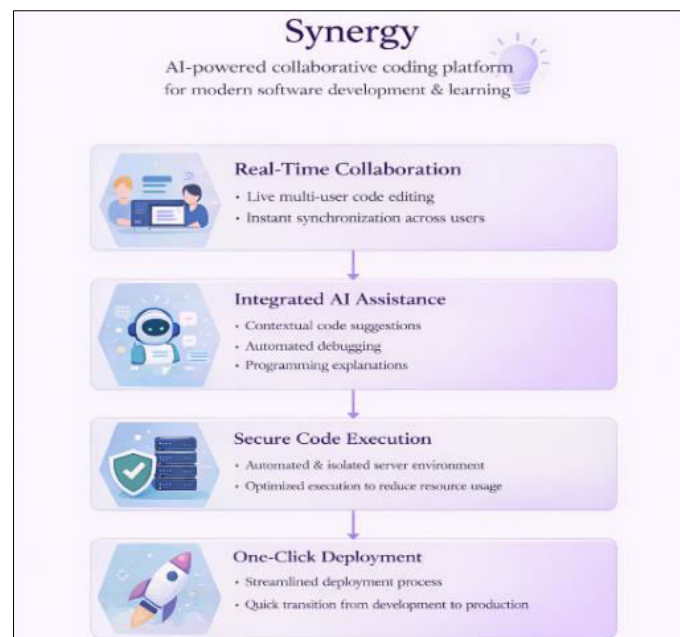 Synergy
AI-powered collaborative coding platform
for modern software development & learning
Real-Time Collaboration
• Live multi-user code editing
• Instant synchronization across users
Integrated AI Assistance
• Contextual code suggestions
• Automated debugging
• Programming explanations
Secure Code Execution
• Automated & isolated server environment
• Optimized execution to reduce resource usage
One-Click Deployment
• Streamlined deployment process
• Quick transition from development to production